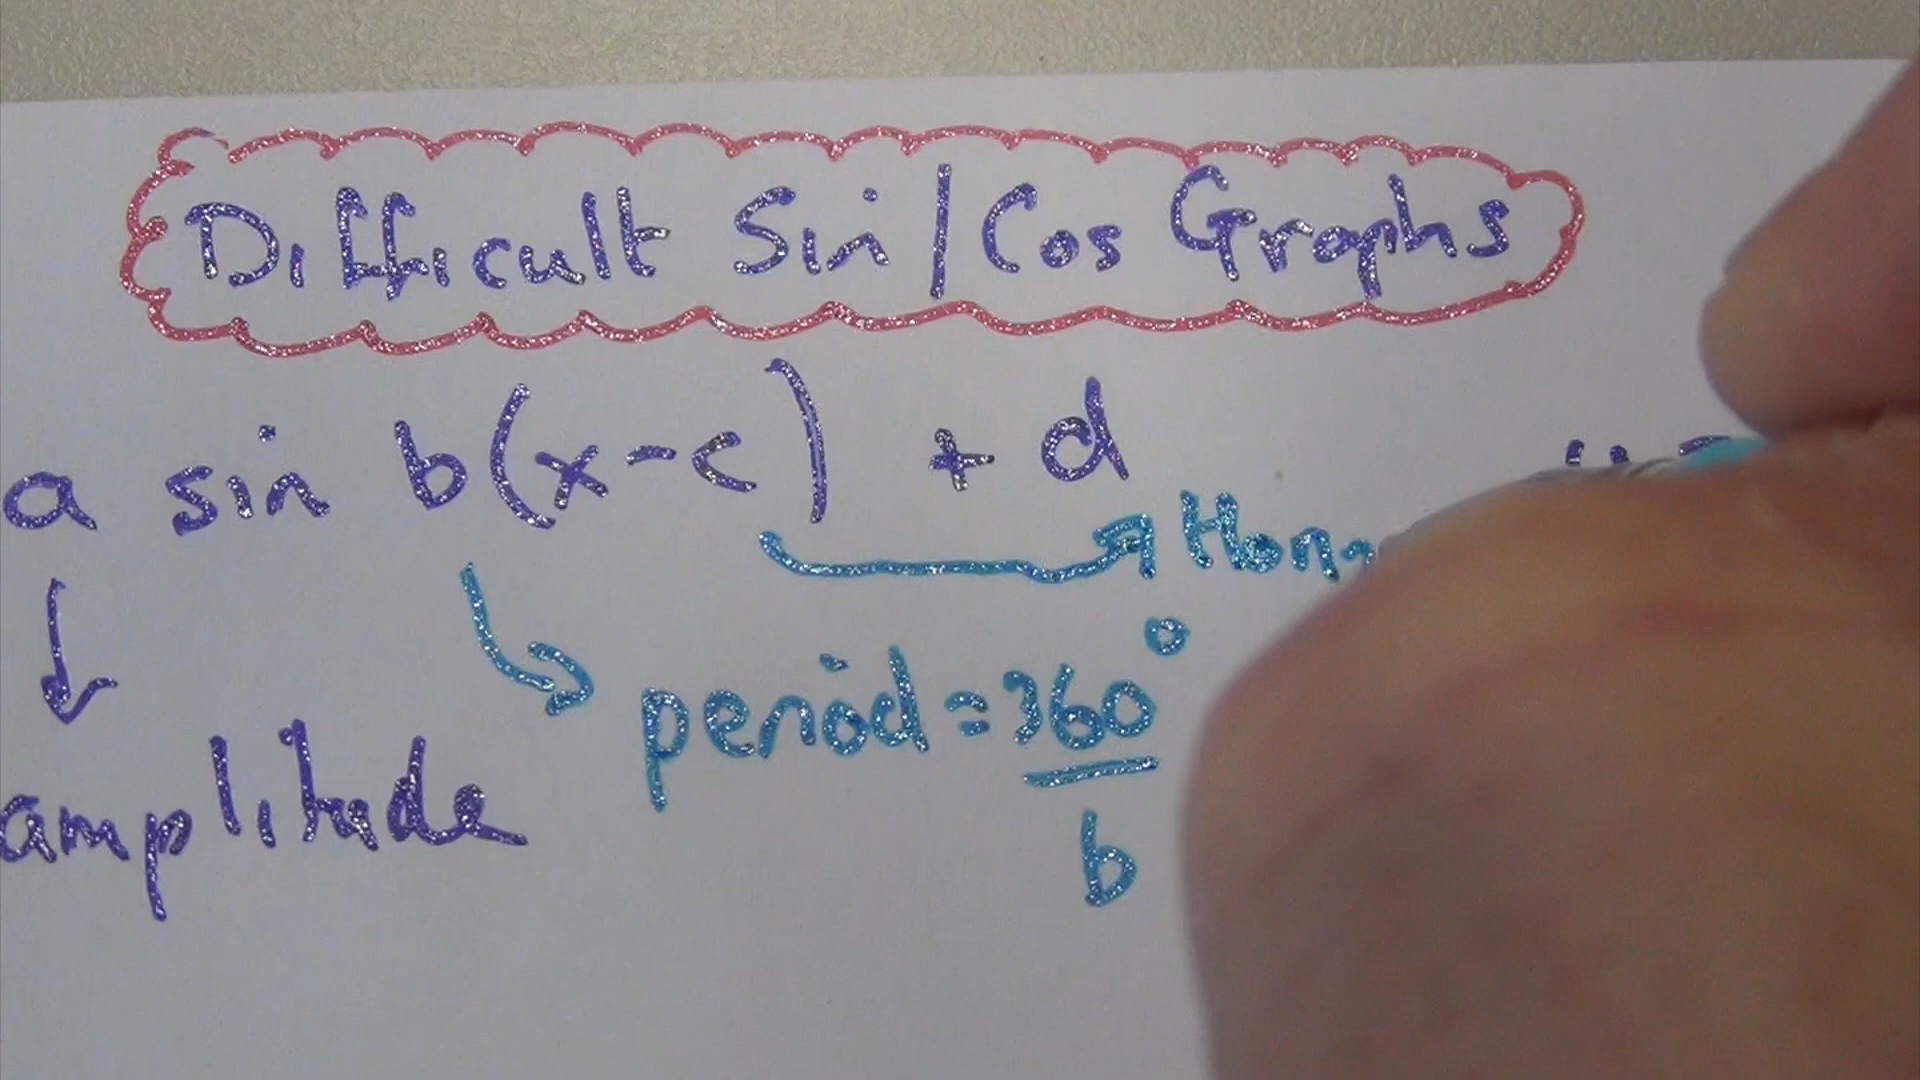 Difficult Sin/Cos Graphs
a sin b(x-c) + d
period = 360°
b
amplitude